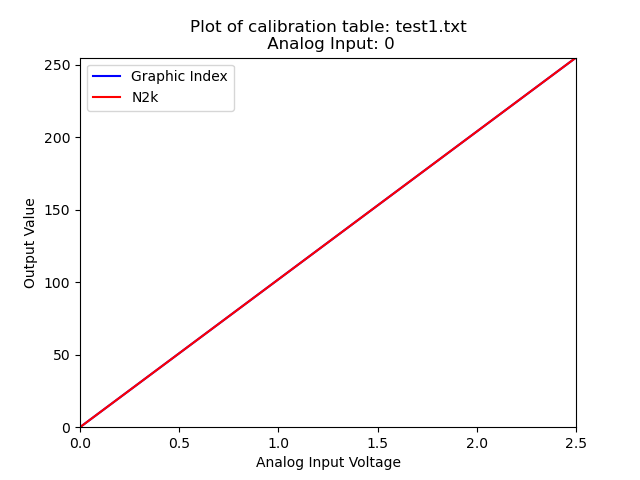 Plot of calibration table: test1.txt
Analog Input: 0
Graphic Index
N2k
Output Value
250
200
150
100
50
0
0.0 0.5 1.0 1.5 2.0 2.5
Analog Input Voltage